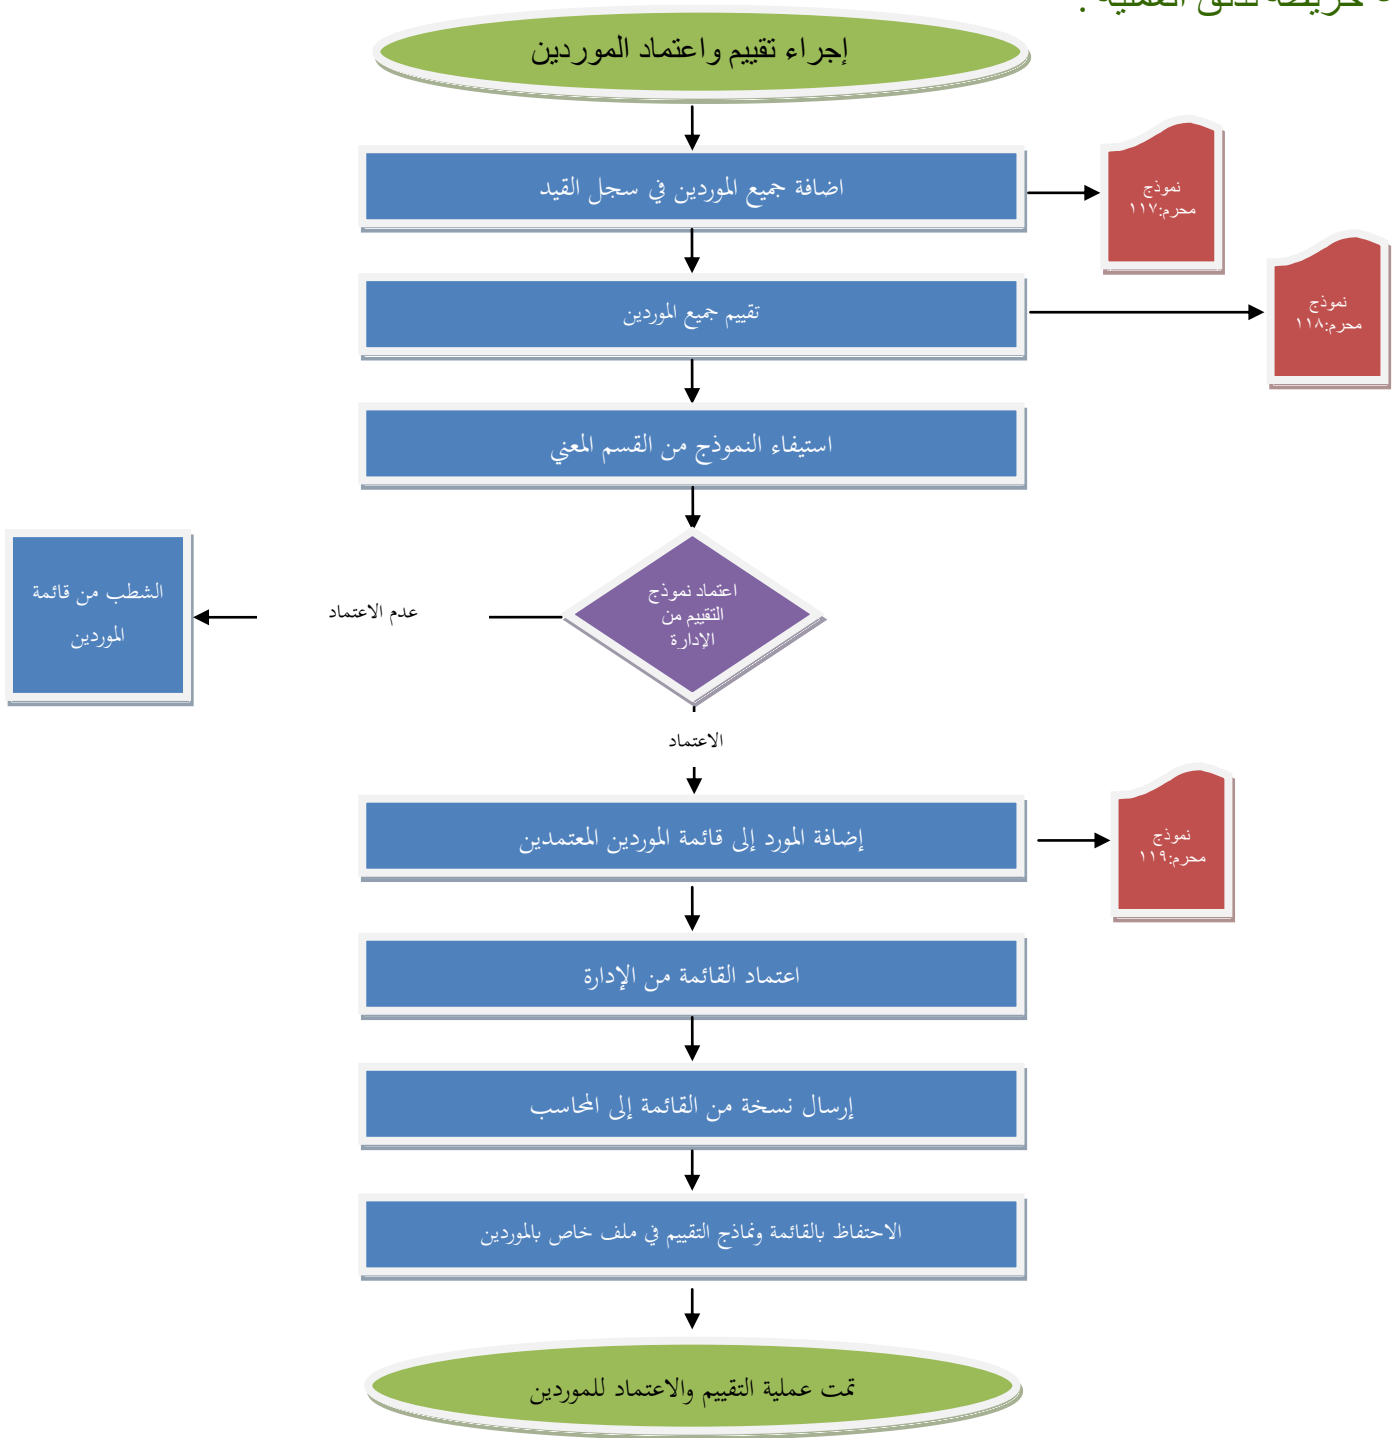 إجراء تقييم واعتماد الموردين
اضافة جميع الموردين في سجل القيد
نموذج
محرم:١١٧
تقييم جميع الموردين
نموذج
محرم:١١٨
استيفاء النموذج من القسم المعني
اعتماد نموذج
التقييم من
الإدارة
عدم الاعتماد
الشطب من قائمة
الموردين
الاعتماد
إضافة المورد إلى قائمة الموردين المعتمدين
نموذج
محرم:١١٩
اعتماد القائمة من الإدارة
إرسال نسخة من القائمة إلى المحاسب
الاحتفاظ بالقائمة ونماذج التقييم في ملف خاص بالموردين
تمت عملية التقييم والاعتماد للموردين